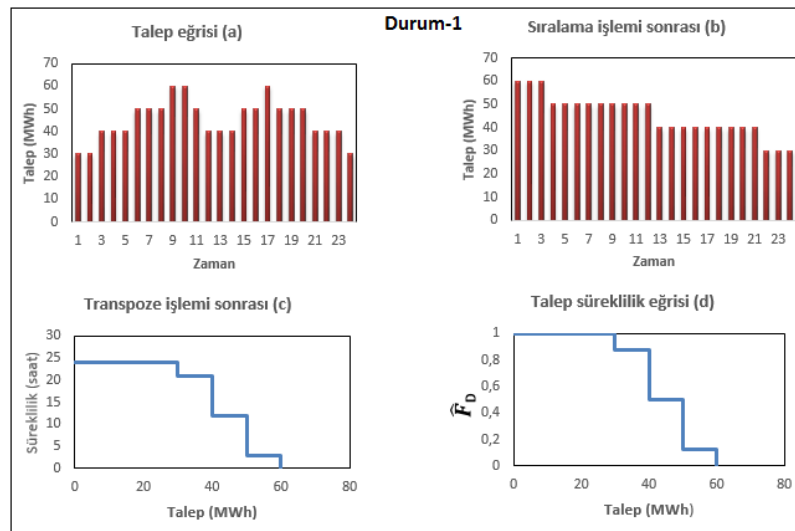 Durum-1
Talep eğrisi (a)
Talep (MWh)
70
60
50
40
30
20
10
0
1 3 5 7 9 11 13 15 17 19 21 23
Zaman
Sıralama işlemi sonrası (b)
Talep (MWh)
70
60
50
40
30
20
10
0
1 3 5 7 9 11 13 15 17 19 21 23
Zaman
Transpoze işlemi sonrası (c)
Süreklilik (saat)
30
25
20
15
10
5
0
0 20 40 60 80
Talep (MWh)
Talep süreklilik eğrisi (d)
F̂D
1
0,8
0,6
0,4
0,2
0
0 20 40 60 80
Talep (MWh)